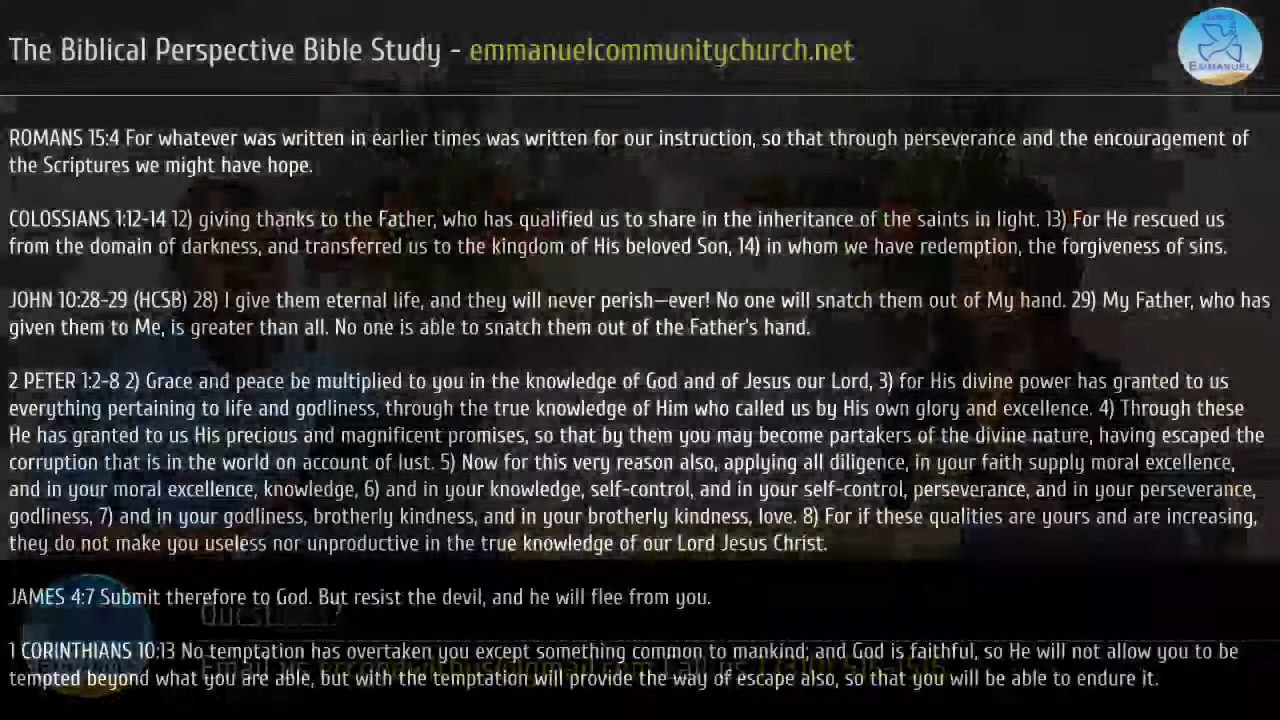 The Biblical Perspective Bible Study - emmanuelcommunitychurch.net
EMMANUEL
ROMANS 15:4 For whatever was written in earlier times was written for our instruction, so that through perseverance and the encouragement of
the Scriptures we might have hope.
COLOSSIANS 1:12-14 12) giving thanks to the Father, who has qualified us to share in the inheritance of the saints in light. 13) For He rescued us
from the domain of darkness, and transferred us to the kingdom of His beloved Son, 14) in whom we have redemption, the forgiveness of sins.
JOHN 10:28-29 (HCSB) 28) I give them eternal life, and they will never perish—ever! No one will snatch them out of My hand. 29) My Father, who has
given them to Me, is greater than all. No one is able to snatch them out of the Father's hand.
2 PETER 1:2-8 2) Grace and peace be multiplied to you in the knowledge of God and of Jesus our Lord, 3) for His divine power has granted to us
everything pertaining to life and godliness, through the true knowledge of Him who called us by His own glory and excellence. 4) Through these
He has granted to us His precious and magnificent promises, so that by them you may become partakers of the divine nature, having escaped the
corruption that is in the world on account of lust. 5) Now for this very reason also, applying all diligence, in your faith supply moral excellence,
and in your moral excellence, knowledge, 6) and in your knowledge, self-control, and in your self-control, perseverance, and in your perseverance,
godliness, 7) and in your godliness, brotherly kindness, and in your brotherly kindness, love. 8) For if these qualities are yours and are increasing,
they do not make you useless nor unproductive in the true knowledge of our Lord Jesus Christ.
JAMES 4:7 Submit therefore to God. But resist the devil, and he will flee from you.
Questions?
1 CORINTHIANS 10:13 No temptation has overtaken you except something common to mankind; and God is faithful, so He will not allow you to be
tempted beyond what you are able, but with the temptation will provide the way of escape also, so that you will be able to endure it.